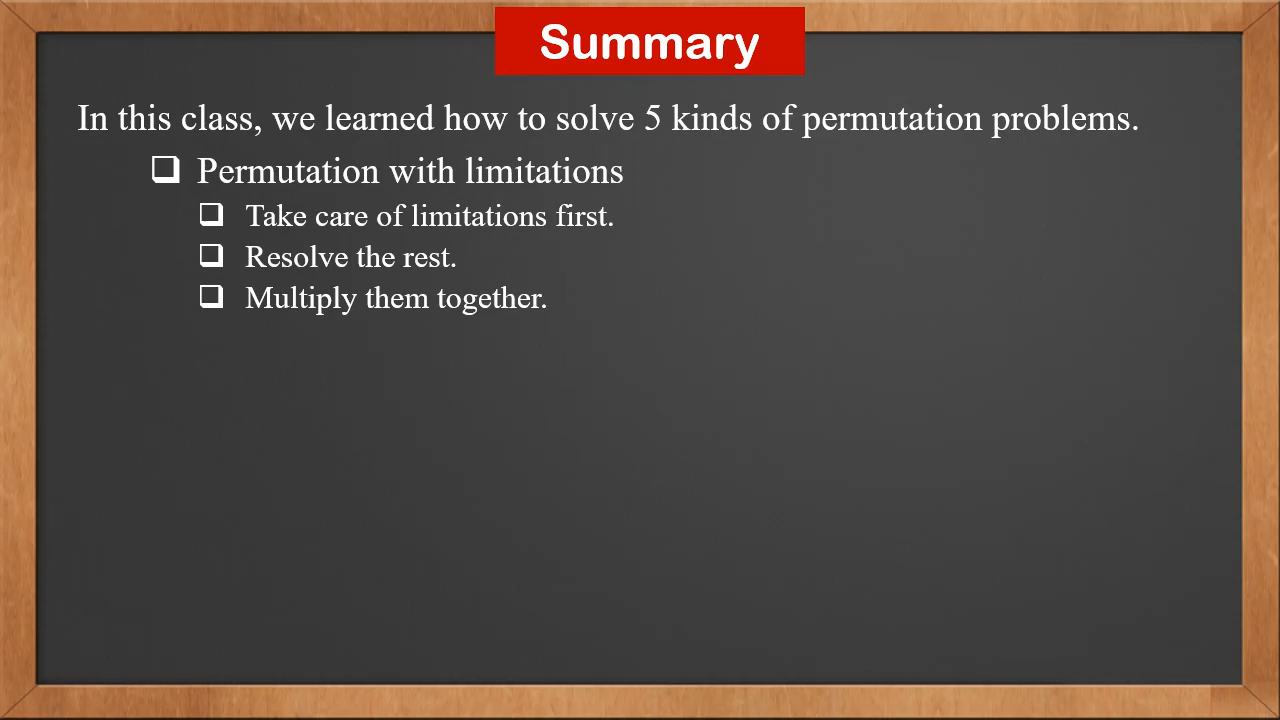 Summary
In this class, we learned how to solve 5 kinds of permutation problems.
❑ Permutation with limitations
❑ Take care of limitations first.
❑ Resolve the rest.
❑ Multiply them together.